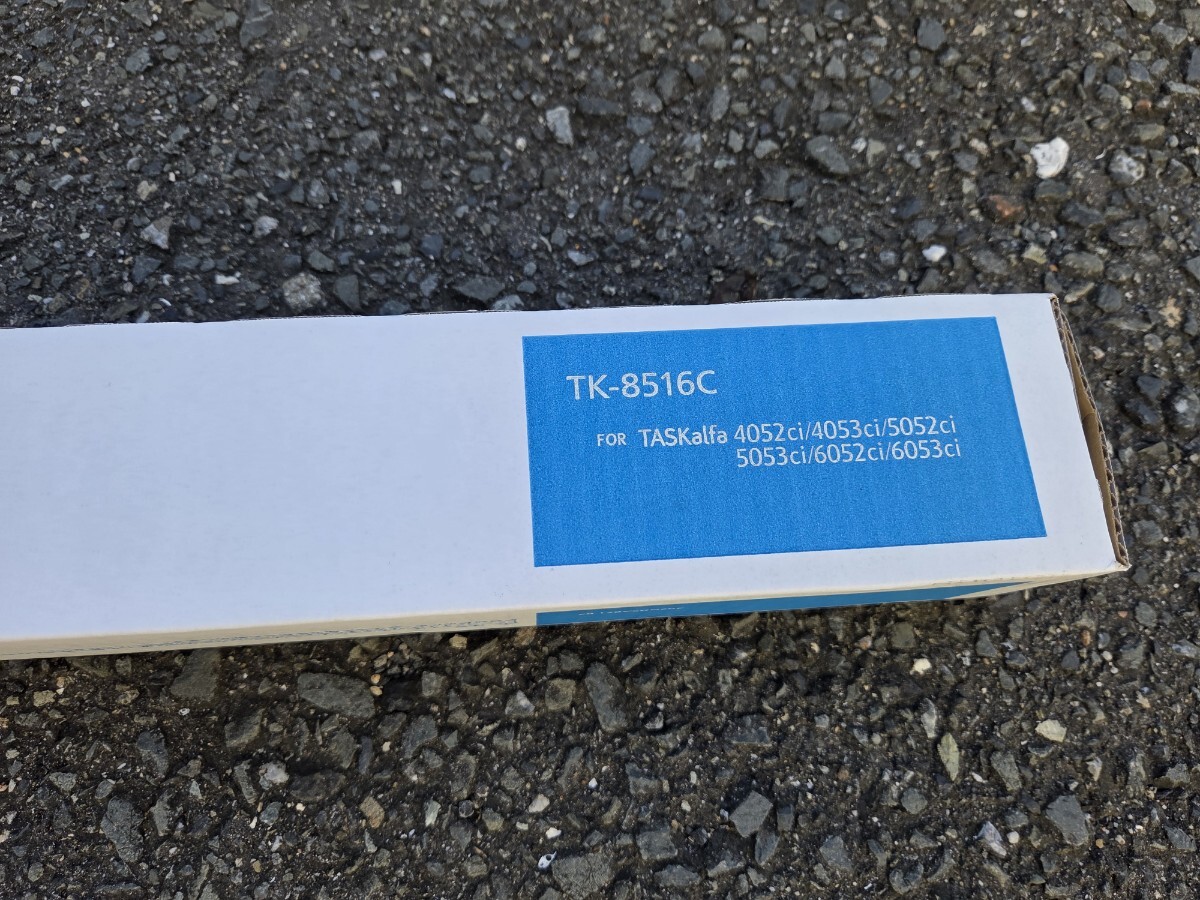 TK-8516C
FOR TASKalfa 4052ci/4053ci/5052ci
5053ci/6052ci/6053ci